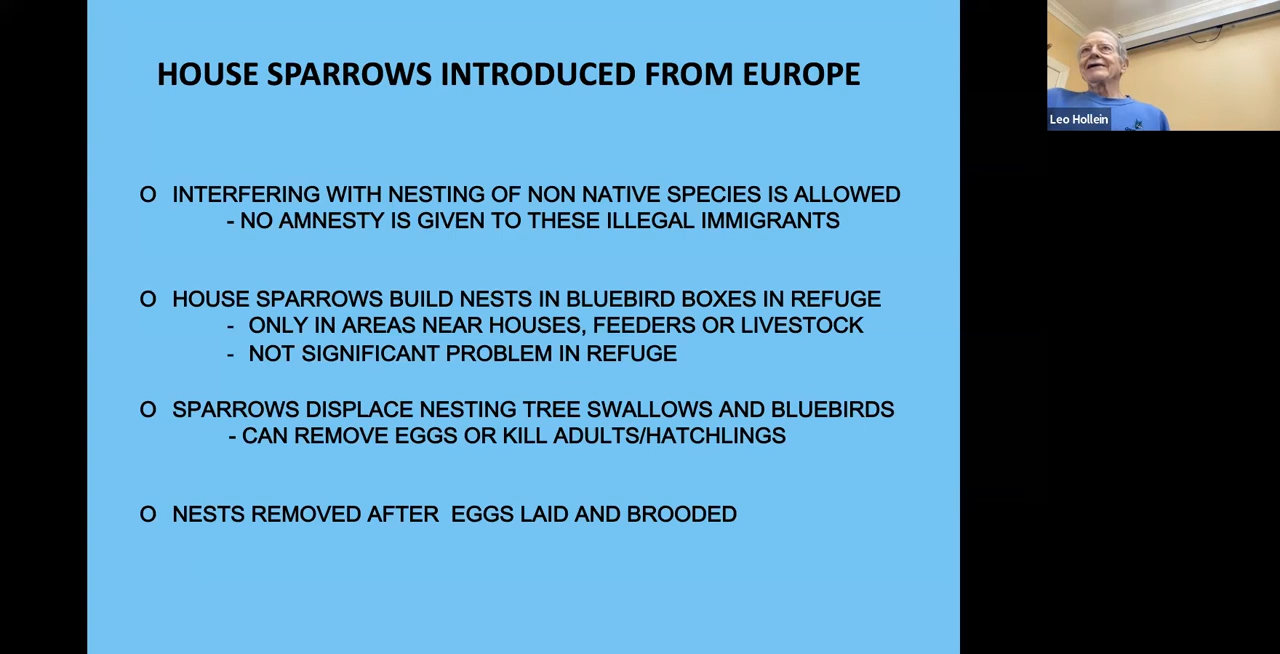 HOUSE SPARROWS INTRODUCED FROM EUROPE
O INTERFERING WITH NESTING OF NON NATIVE SPECIES IS ALLOWED
- NO AMNESTY IS GIVEN TO THESE ILLEGAL IMMIGRANTS
O HOUSE SPARROWS BUILD NESTS IN BLUEBIRD BOXES IN REFUGE
- ONLY IN AREAS NEAR HOUSES, FEEDERS OR LIVESTOCK
- NOT SIGNIFICANT PROBLEM IN REFUGE
O SPARROWS DISPLACE NESTING TREE SWALLOWS AND BLUEBIRDS
- CAN REMOVE EGGS OR KILL ADULTS/HATCHLINGS
O NESTS REMOVED AFTER EGGS LAID AND BROODED
Leo Hollein